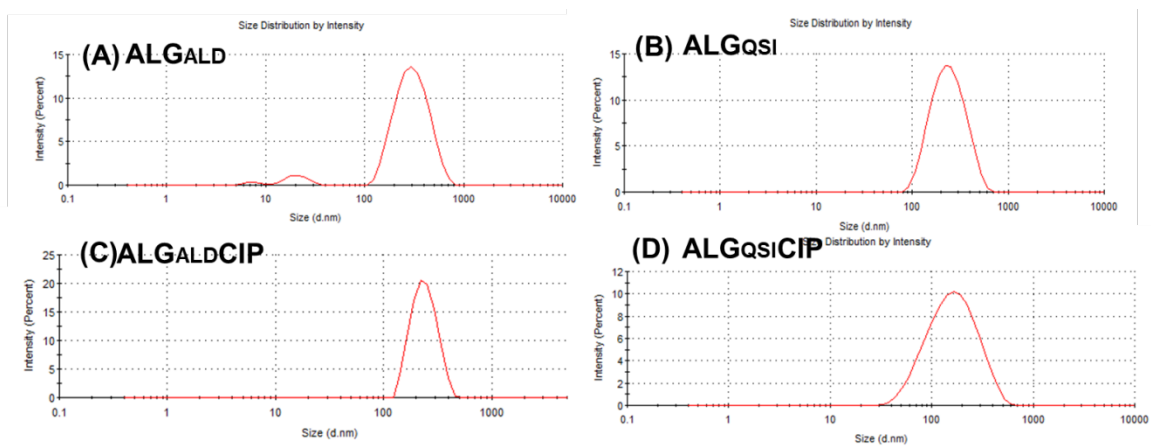 Size Distribution by Intensity
(A) ALGALD
Intensity (Percent)
15
10
5
0
0.1 1 10 100 1000 10000
Size (d.nm)
Size Distribution by Intensity
(B) ALGQSI
Intensity (Percent)
15
10
5
0
0.1 1 10 100 1000 10000
Size (d.nm)
(C)ALGALDCIP
Intensity (Percent)
25
20
15
10
5
0
0.1 1 10 100 1000
Size (d.nm)
(D) ALGQSICIP
Size Distribution by Intensity
Intensity (Percent)
12
10
8
6
4
2
0
0.1 1 10 100 1000 10000
Size (d.nm)